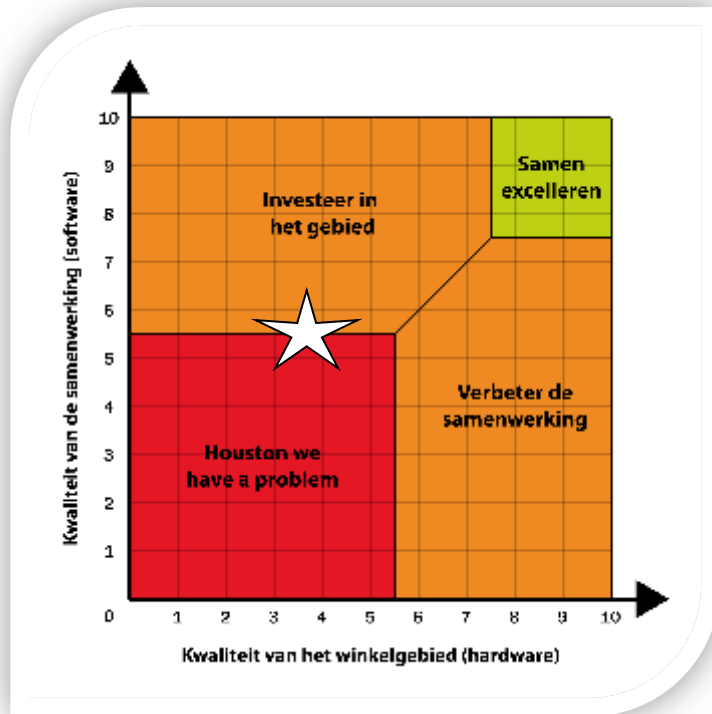 Kwaliteit van de samenwerking (software)
10
9
8
7
6
5
4
3
2
1
0
Investeer in
het gebied
Samen
excelleren
Verbeter de
samenwerking
Houston we
have a problem
1 2 3 4 5 6 7 8 9 10
Kwaliteit van het winkelgebied (hardware)